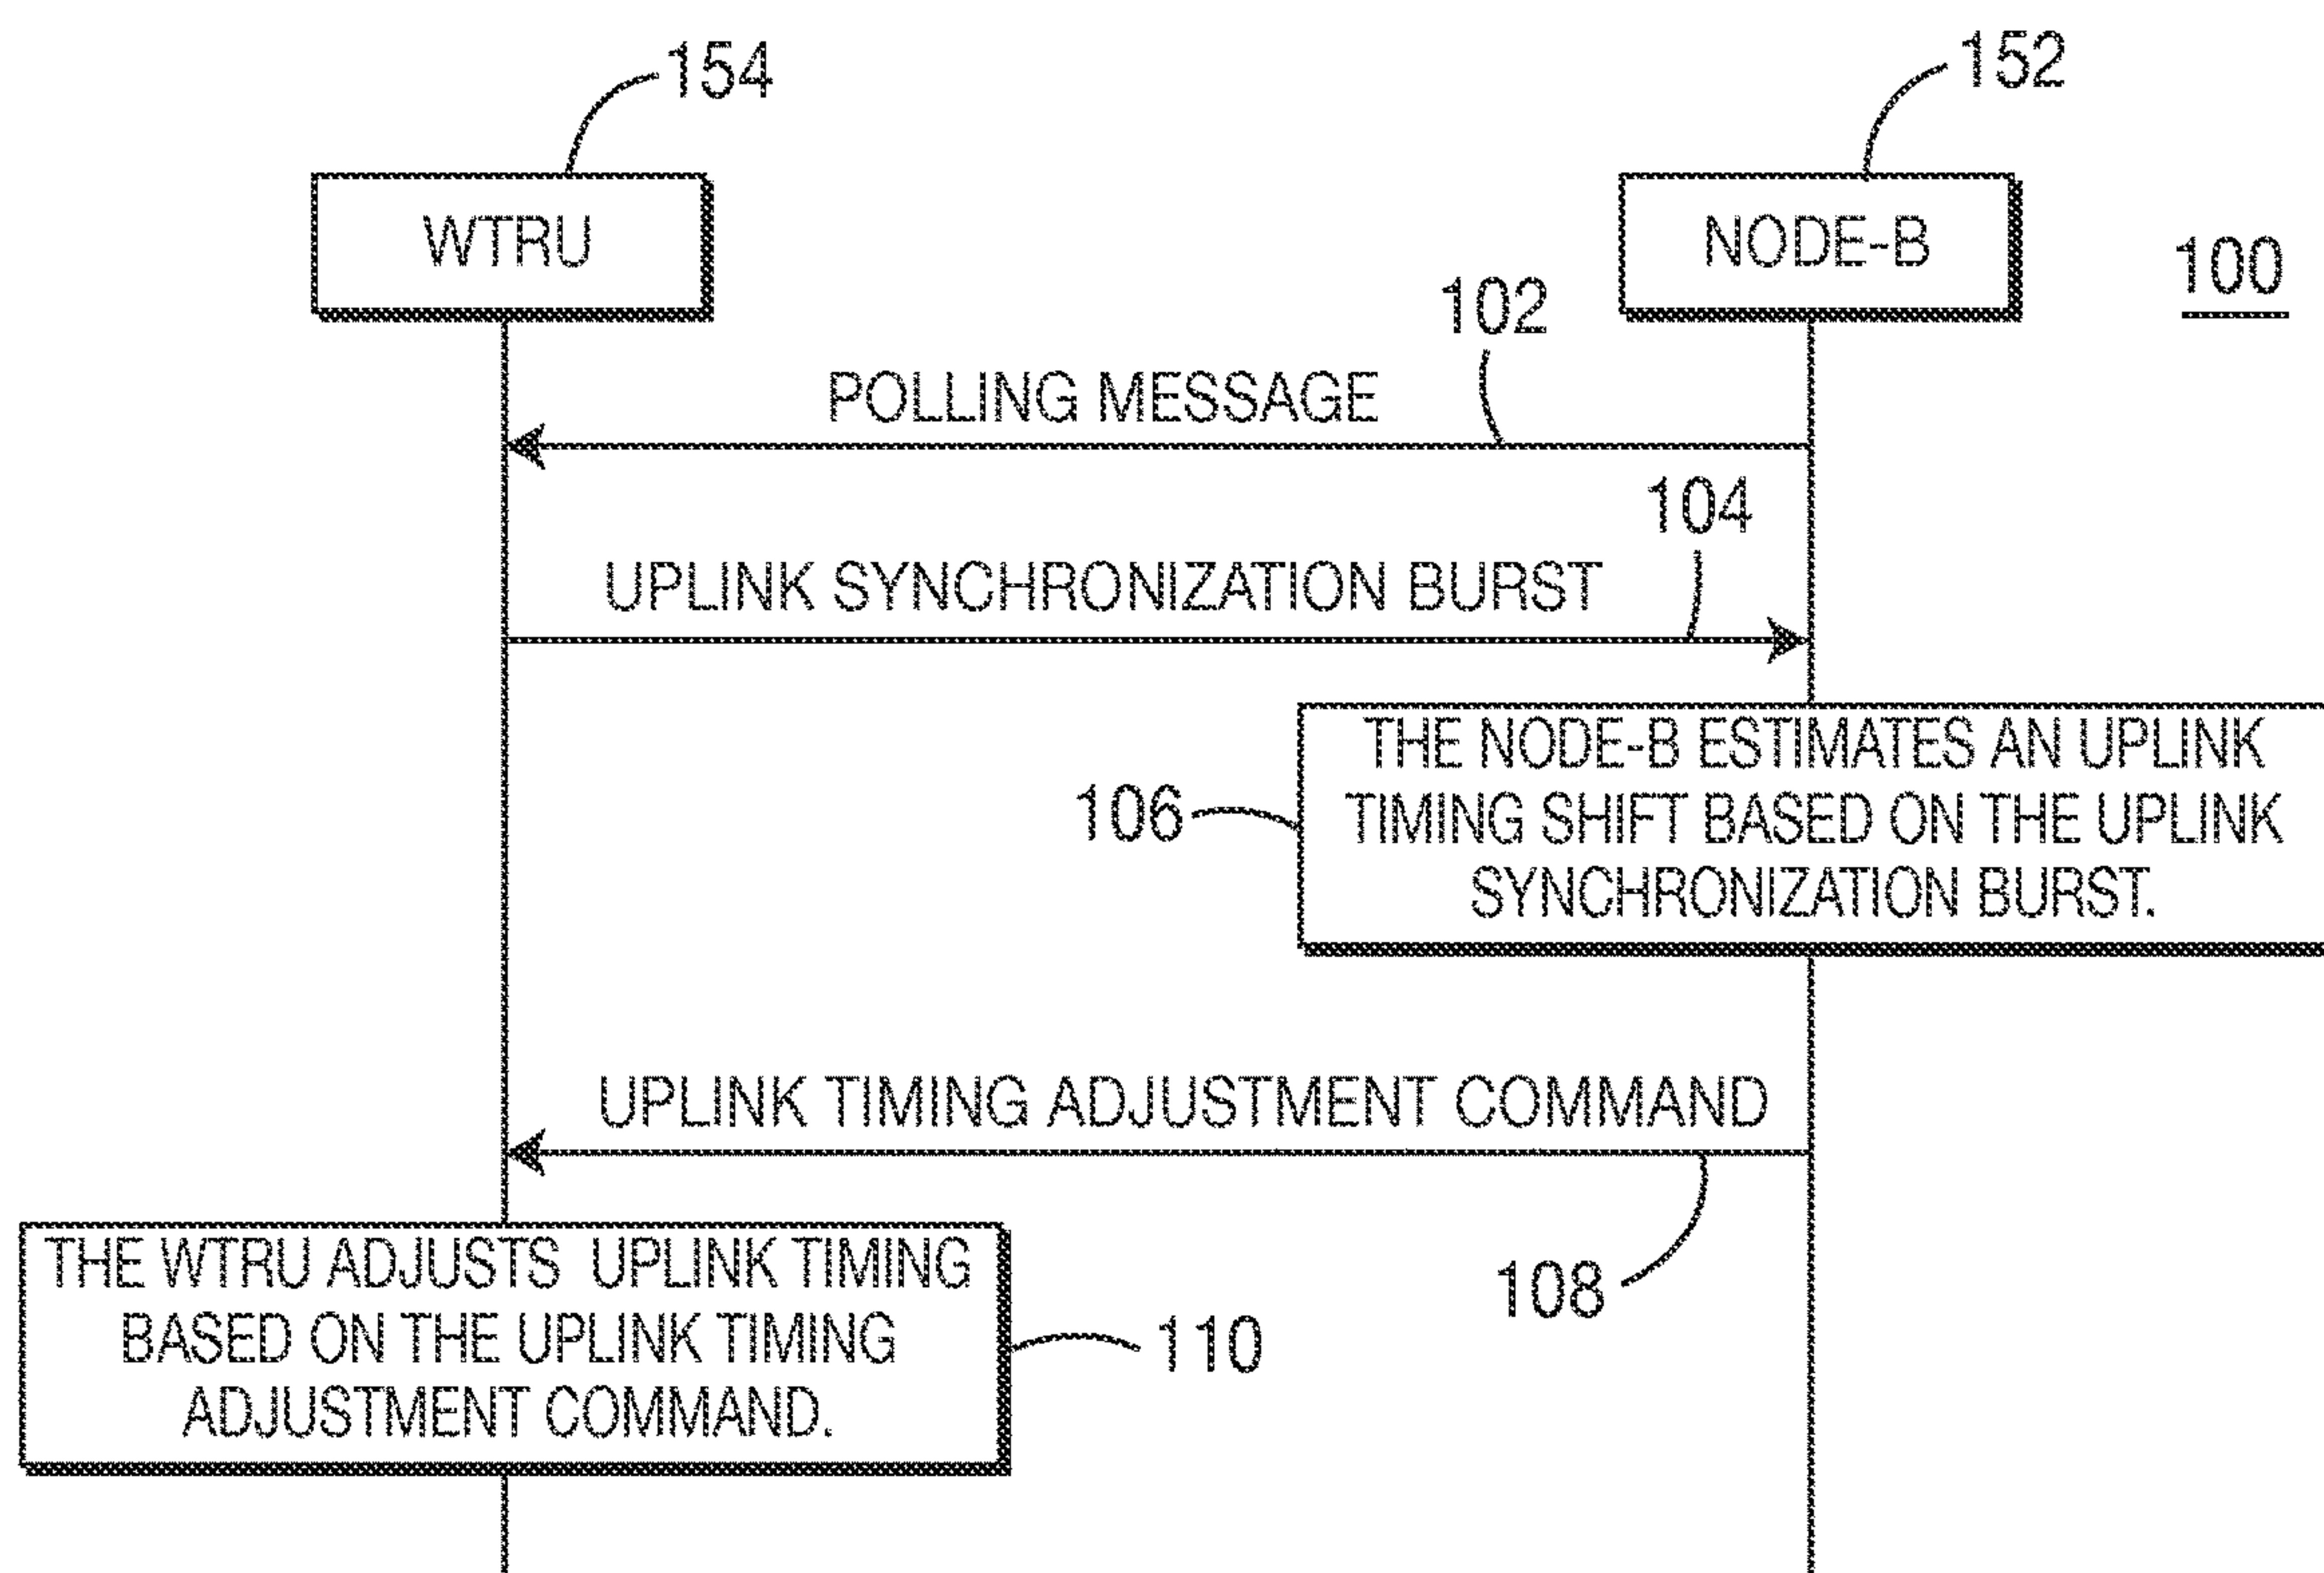 154
152
WTRU
NODE-B
100
102
POLLING MESSAGE
104
UPLINK SYNCHRONIZATION BURST
THE NODE-B ESTIMATES AN UPLINK
TIMING SHIFT BASED ON THE UPLINK
SYNCHRONIZATION BURST.
106
UPLINK TIMING ADJUSTMENT COMMAND
108
THE WTRU ADJUSTS UPLINK TIMING
BASED ON THE UPLINK TIMING
ADJUSTMENT COMMAND.
110